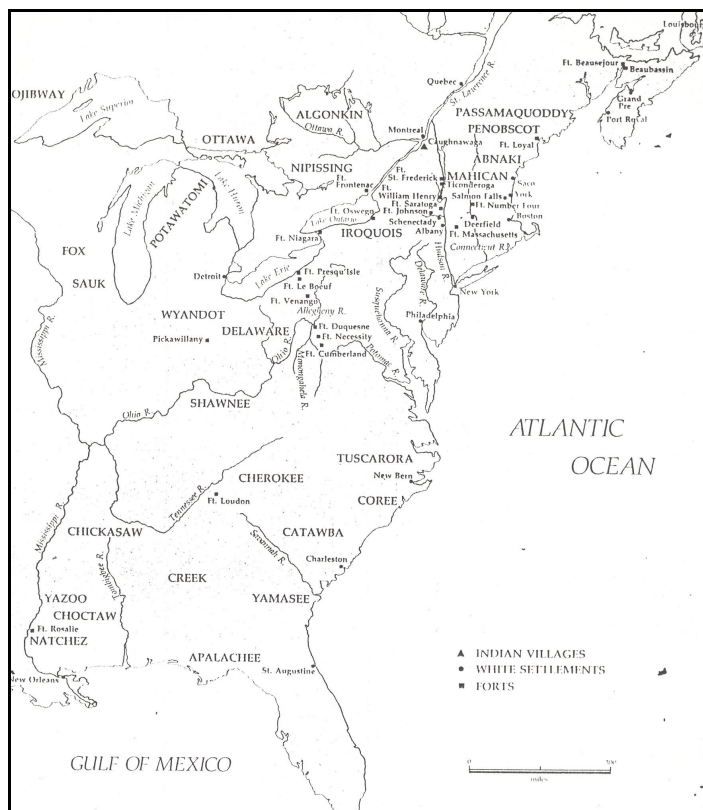 Louisbourg
Ft. Beausejour
Beaubassin
Quebec
St. Lawrence R.
OJIBWAY
Lake Superior
ALGONKIN
Ottawa R.
Grand
Pre
Port Royal
PASSAMAQUODDY
PENOBSCOT
Ft. Loyal
OTTAWA
Montreal
Caughnawaga
ABNAKI
NIPISSING
Ft.
Frontenac
Ft.
St. Frederick
MAHICAN
Ticonderoga
Saco
York
Ft.
William Henry
Salmon Falls
Ft. Saratoga
Ft. Number Four
Ft. Oswego
Ft. Johnson
Boston
Lake Ontario
Schenectady
Deerfield
Albany
Ft. Massachusetts
Lake Michigan
POTAWATOMI
Lake Huron
Ft. Niagara
IROQUOIS
Connecticut R.
Hudson R.
FOX
SAUK
Detroit
Lake Erie
Ft. Presqu'Isle
Ft. Le Boeuf
Ft. Venango
Allegheny R.
Delaware R.
Susquehanna R.
New York
Philadelphia
WYANDOT
DELAWARE
Pickawillany
Ft. Duquesne
Ft. Necessity
Ft. Cumberland
Ohio R.
Monongahela R.
Potomac R.
Mississippi R.
SHAWNEE
Ohio R.
ATLANTIC
OCEAN
TUSCARORA
New Bern
COREE
CHEROKEE
Tennessee R.
Ft. Loudon
Mississippi R.
CHICKASAW
CATAWBA
Savannah R.
Charleston
Tombigbee R.
CREEK
YAMASEE
YAZOO
CHOCTAW
Ft. Rosalie
NATCHEZ
APALACHEE
St. Augustine
New Orleans
INDIAN VILLAGES
WHITE SETTLEMENTS
FORTS
GULF OF MEXICO
0
300
miles